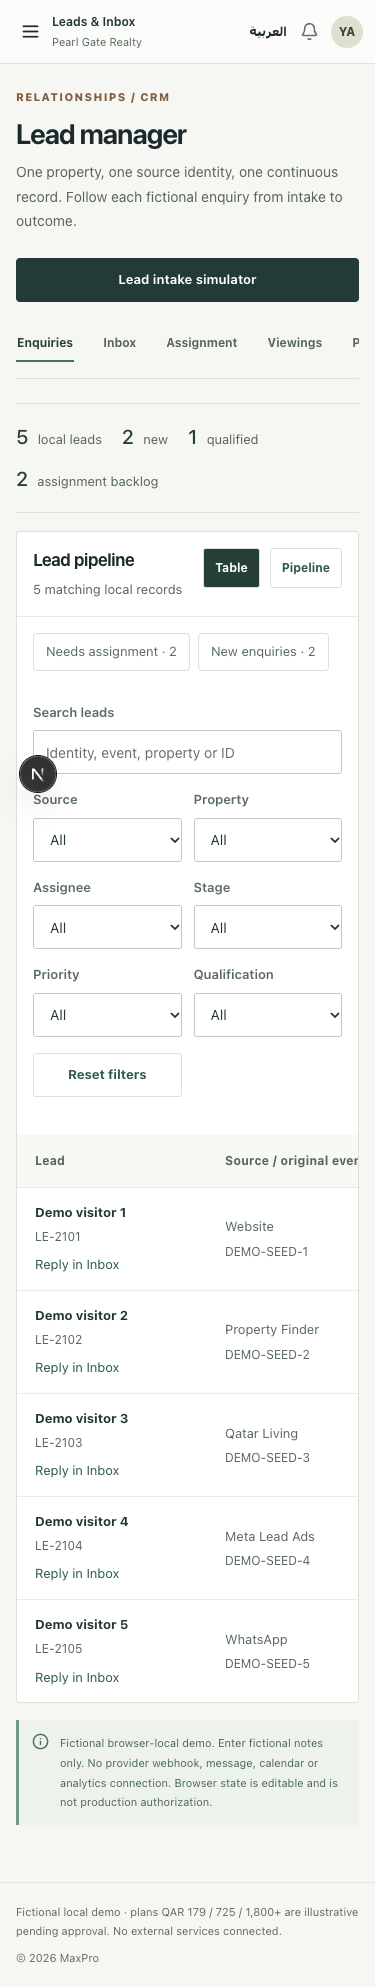 Leads & Inbox
Pearl Gate Realty
العربية
YA
RELATIONSHIPS / CRM
Lead manager
One property, one source identity, one continuous
record. Follow each fictional enquiry from intake to
outcome.
Lead intake simulator
Enquiries Inbox Assignment Viewings P
5 local leads 2 new 1 qualified
2 assignment backlog
Lead pipeline
5 matching local records
Table Pipeline
Needs assignment · 2 New enquiries · 2
Search leads
Identity, event, property or ID
N
Source Property
All All
Assignee Stage
All All
Priority Qualification
All All
Reset filters
Lead Source / original ever
Demo visitor 1
LE-2101
Reply in Inbox
Website
DEMO-SEED-1
Demo visitor 2
LE-2102
Reply in Inbox
Property Finder
DEMO-SEED-2
Demo visitor 3
LE-2103
Reply in Inbox
Qatar Living
DEMO-SEED-3
Demo visitor 4
LE-2104
Reply in Inbox
Meta Lead Ads
DEMO-SEED-4
Demo visitor 5
LE-2105
Reply in Inbox
WhatsApp
DEMO-SEED-5
Fictional browser-local demo. Enter fictional notes
only. No provider webhook, message, calendar or
analytics connection. Browser state is editable and is
not production authorization.
Fictional local demo · plans QAR 179 / 725 / 1,800+ are illustrative
pending approval. No external services connected.
© 2026 MaxPro